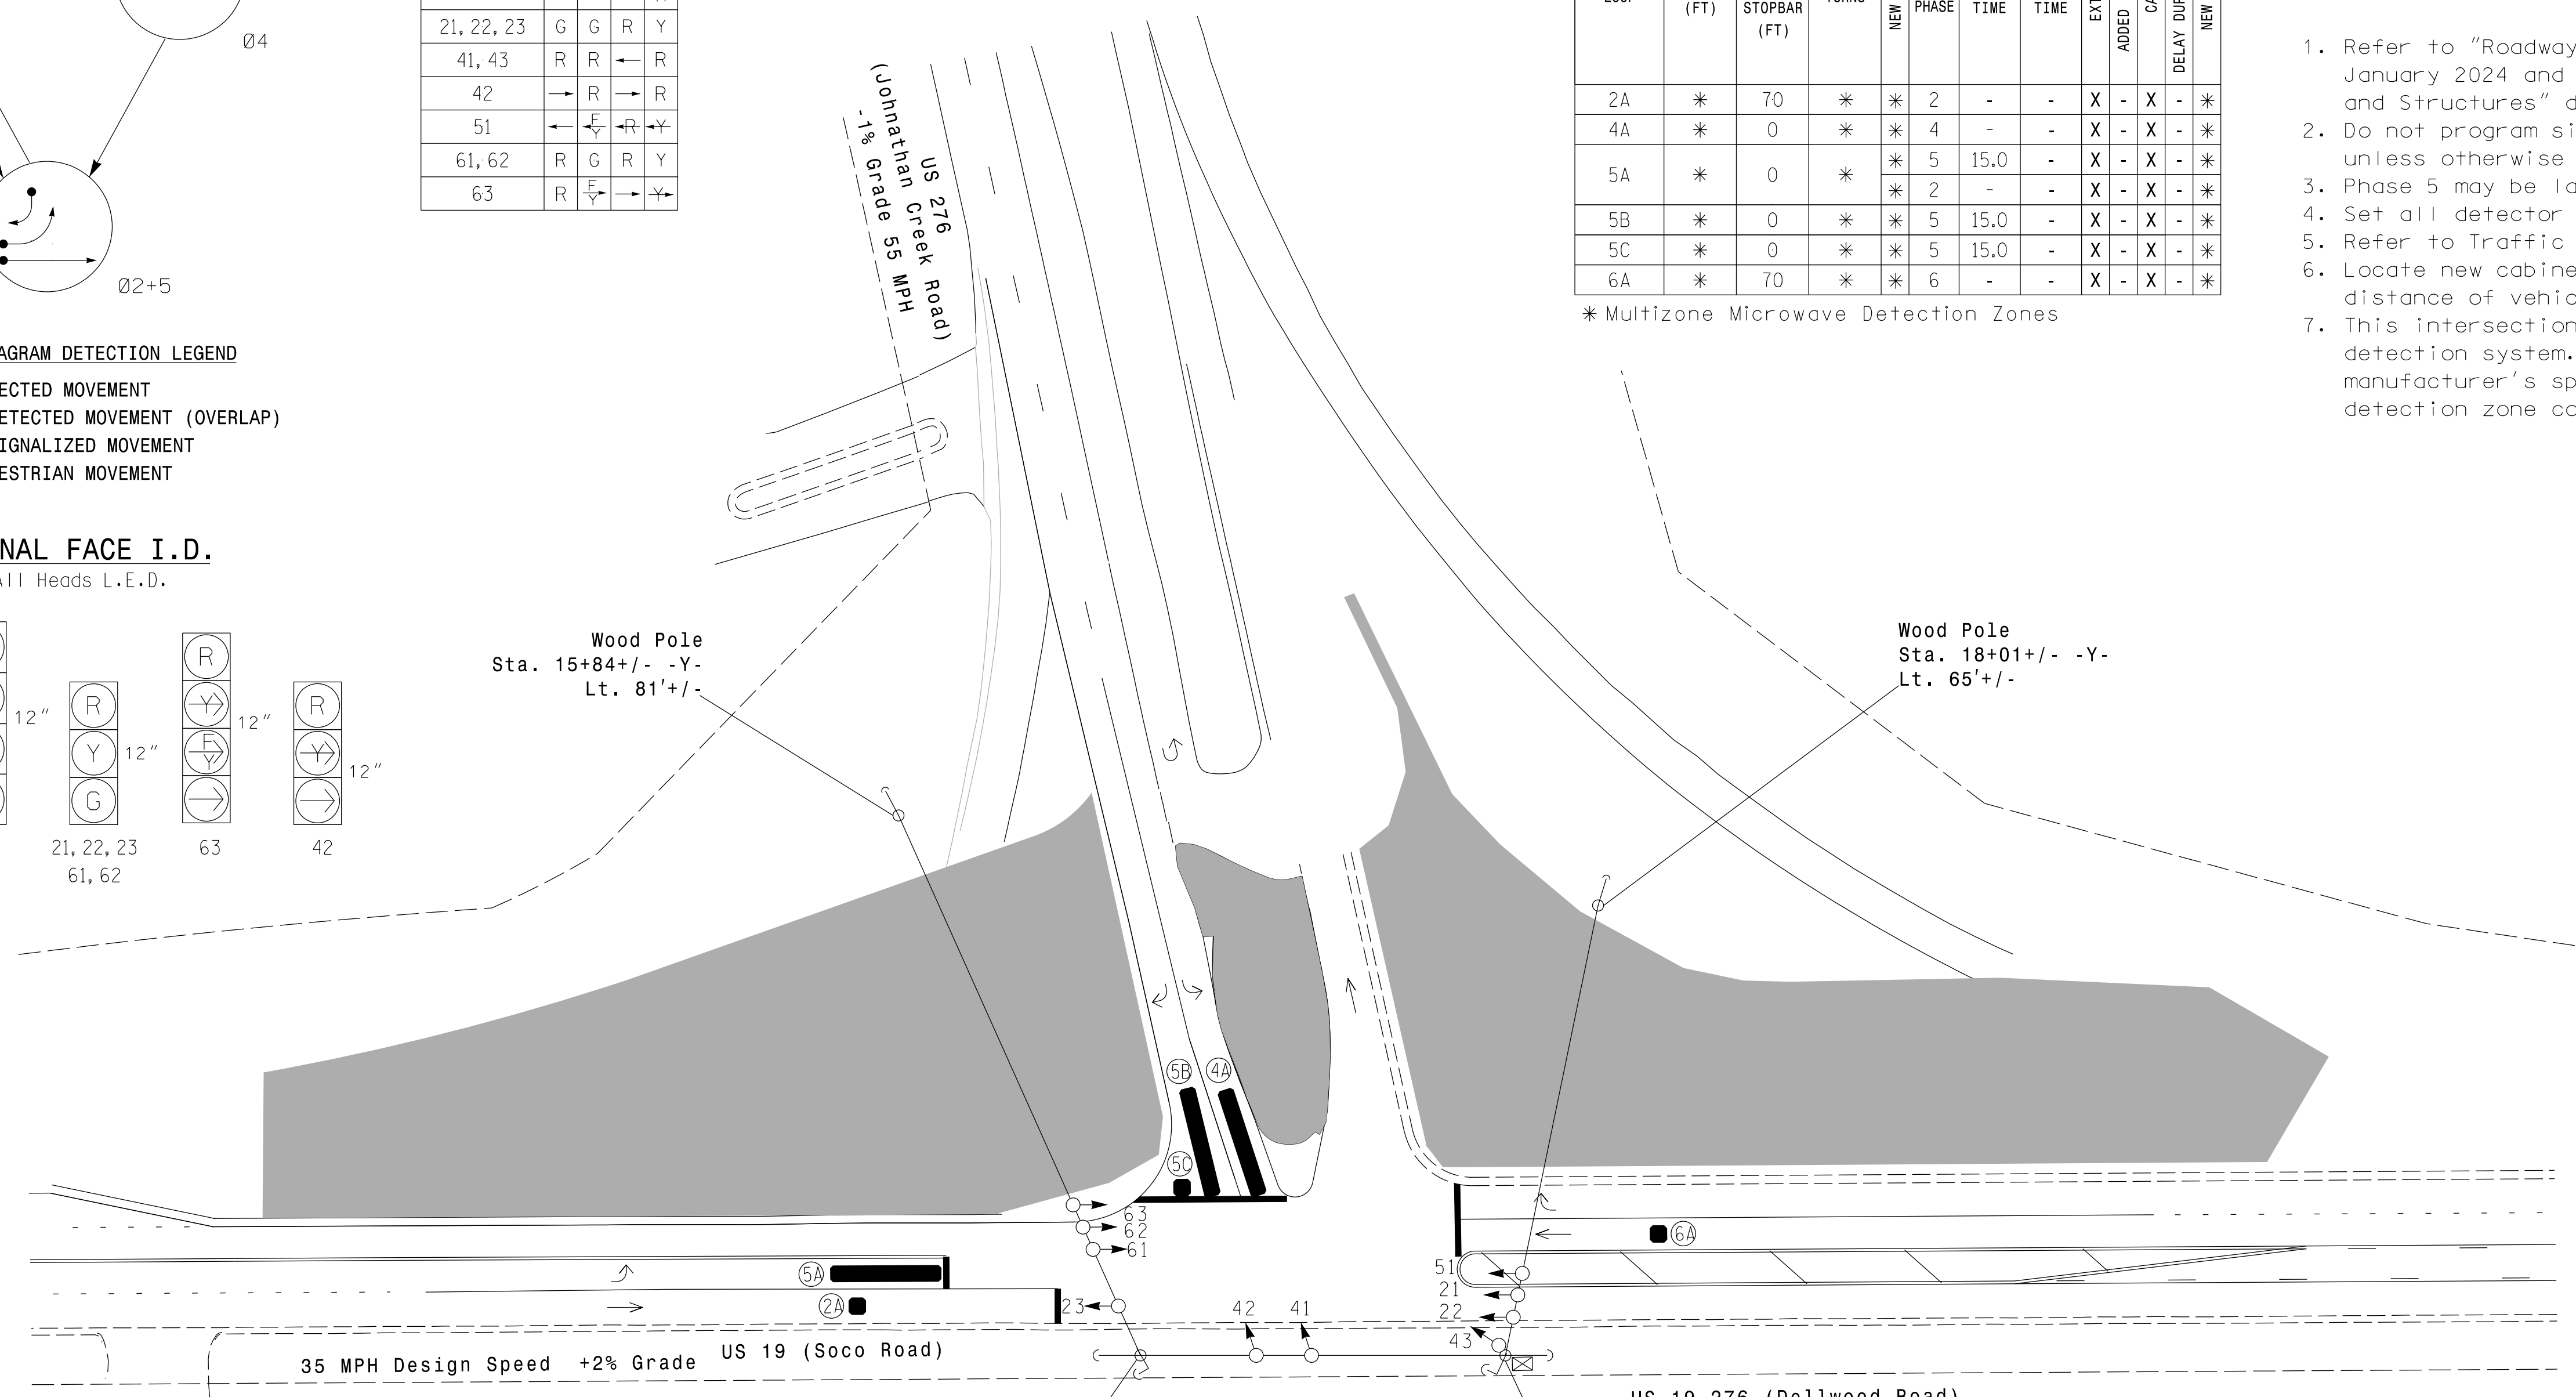 Ø4
Ø2+5
AGRAM DETECTION LEGEND
ECTED MOVEMENT
ETECTED MOVEMENT (OVERLAP)
IGNALIZED MOVEMENT
ESTRIAN MOVEMENT
NAL FACE I.D.
All Heads L.E.D.
12"
R
Y
G
12"
21, 22, 23
61, 62
R
Y
F
Y
12"
63
R
Y
12"
42
21, 22, 23 G G R Y
41, 43 R R ← R
42 → R → R
51 ← F Y R Y
61, 62 R G R Y
63 R F Y → Y
US 276
(Johnathan Creek Road)
-1% Grade 55 MPH
(FT) STOPBAR (FT) NEW PHASE TIME TIME ADDED DELAY NEW
2A * 70 * * 2 - - X - X - *
4A * 0 * * 4 - - X - X - *
5A * 0 * * 5 15.0 - X - X - *
* 2 - - X - X - *
5B * 0 * * 5 15.0 - X - X - *
5C * 0 * * 5 15.0 - X - X - *
6A * 70 * * 6 - - X - X - *
* Multizone Microwave Detection Zones
1. Refer to "Roadway
January 2024 and
and Structures" d
2. Do not program si
unless otherwise
3. Phase 5 may be la
4. Set all detector
5. Refer to Traffic
6. Locate new cabine
distance of vehic
7. This intersection
detection system.
manufacturer's sp
detection zone co
Wood Pole
Sta. 15+84+/- -Y-
Lt. 81'+/-
Wood Pole
Sta. 18+01+/- -Y-
Lt. 65'+/-
5B
4A
5C
63
62
61
6A
5A
2A
23
42
41
51
21
22
43
35 MPH Design Speed +2% Grade
US 19 (Soco Road)
US 19 276 (Dellwood Road)